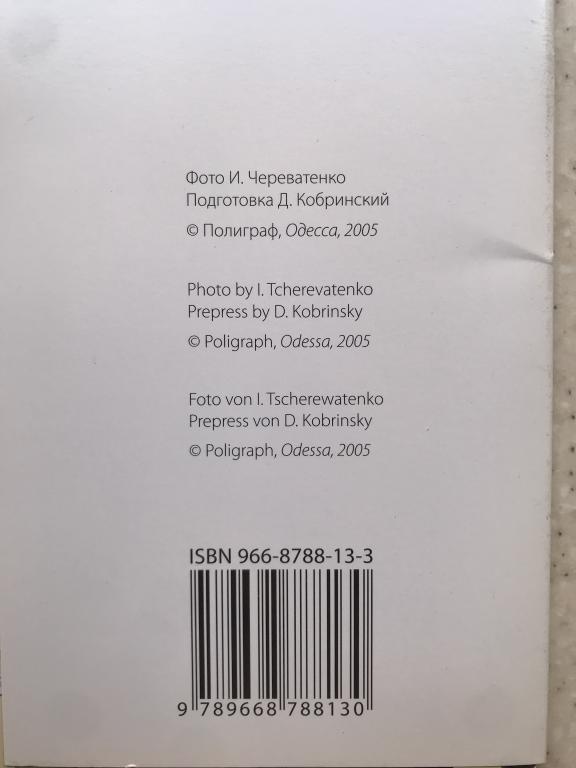 Фото И. Череватенко
Подготовка Д. Кобринский
© Полиграф, Одесса, 2005
Photo by I. Tcherevatenko
Prepress by D. Kobrinsky
© Poligraph, Odessa, 2005
Foto von I. Tscherewatenko
Prepress von D. Kobrinsky
© Poligraph, Odessa, 2005
ISBN 966-8788-13-3
9 789668 788130